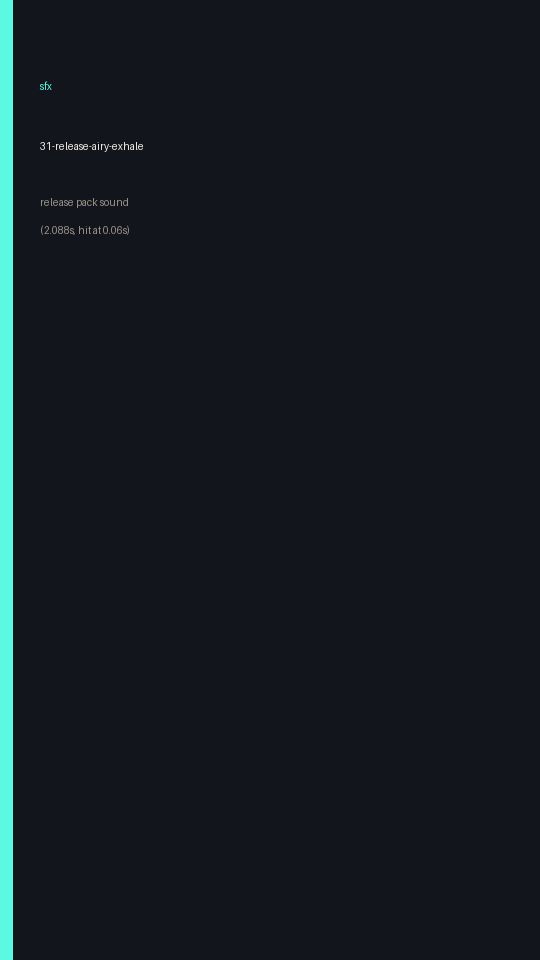 sfx
31-release-airy-exhale
release pack sound
(2.088s, hit at 0.06s)